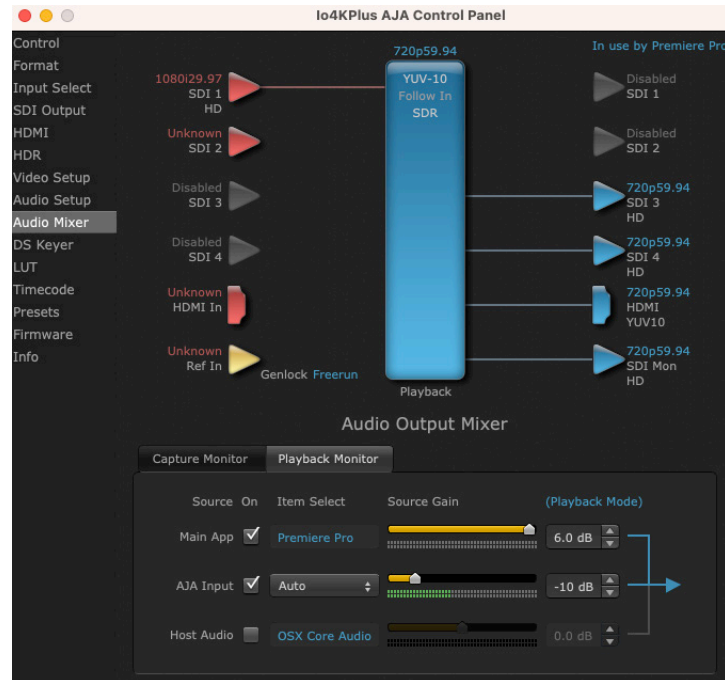 Io4KPlus AJA Control Panel
Control
Format
Input Select
SDI Output
HDMI
HDR
Video Setup
Audio Setup
Audio Mixer
DS Keyer
LUT
Timecode
Presets
Firmware
Info
720p59.94
In use by Premiere Pro
1080i29.97
SDI 1
HD
Unknown
SDI 2
Disabled
SDI 3
Disabled
SDI 4
Unknown
HDMI In
Unknown
Ref In
Genlock Freerun
YUV-10
Follow In
SDR
Playback
Disabled
SDI 1
Disabled
SDI 2
720p59.94
SDI 3
HD
720p59.94
SDI 4
HD
720p59.94
HDMI
YUV10
720p59.94
SDI Mon
HD
Audio Output Mixer
Capture Monitor Playback Monitor
Source On Item Select Source Gain (Playback Mode)
Main App Premiere Pro 6.0 dB
AJA Input Auto -10 dB
Host Audio OSX Core Audio 0.0 dB